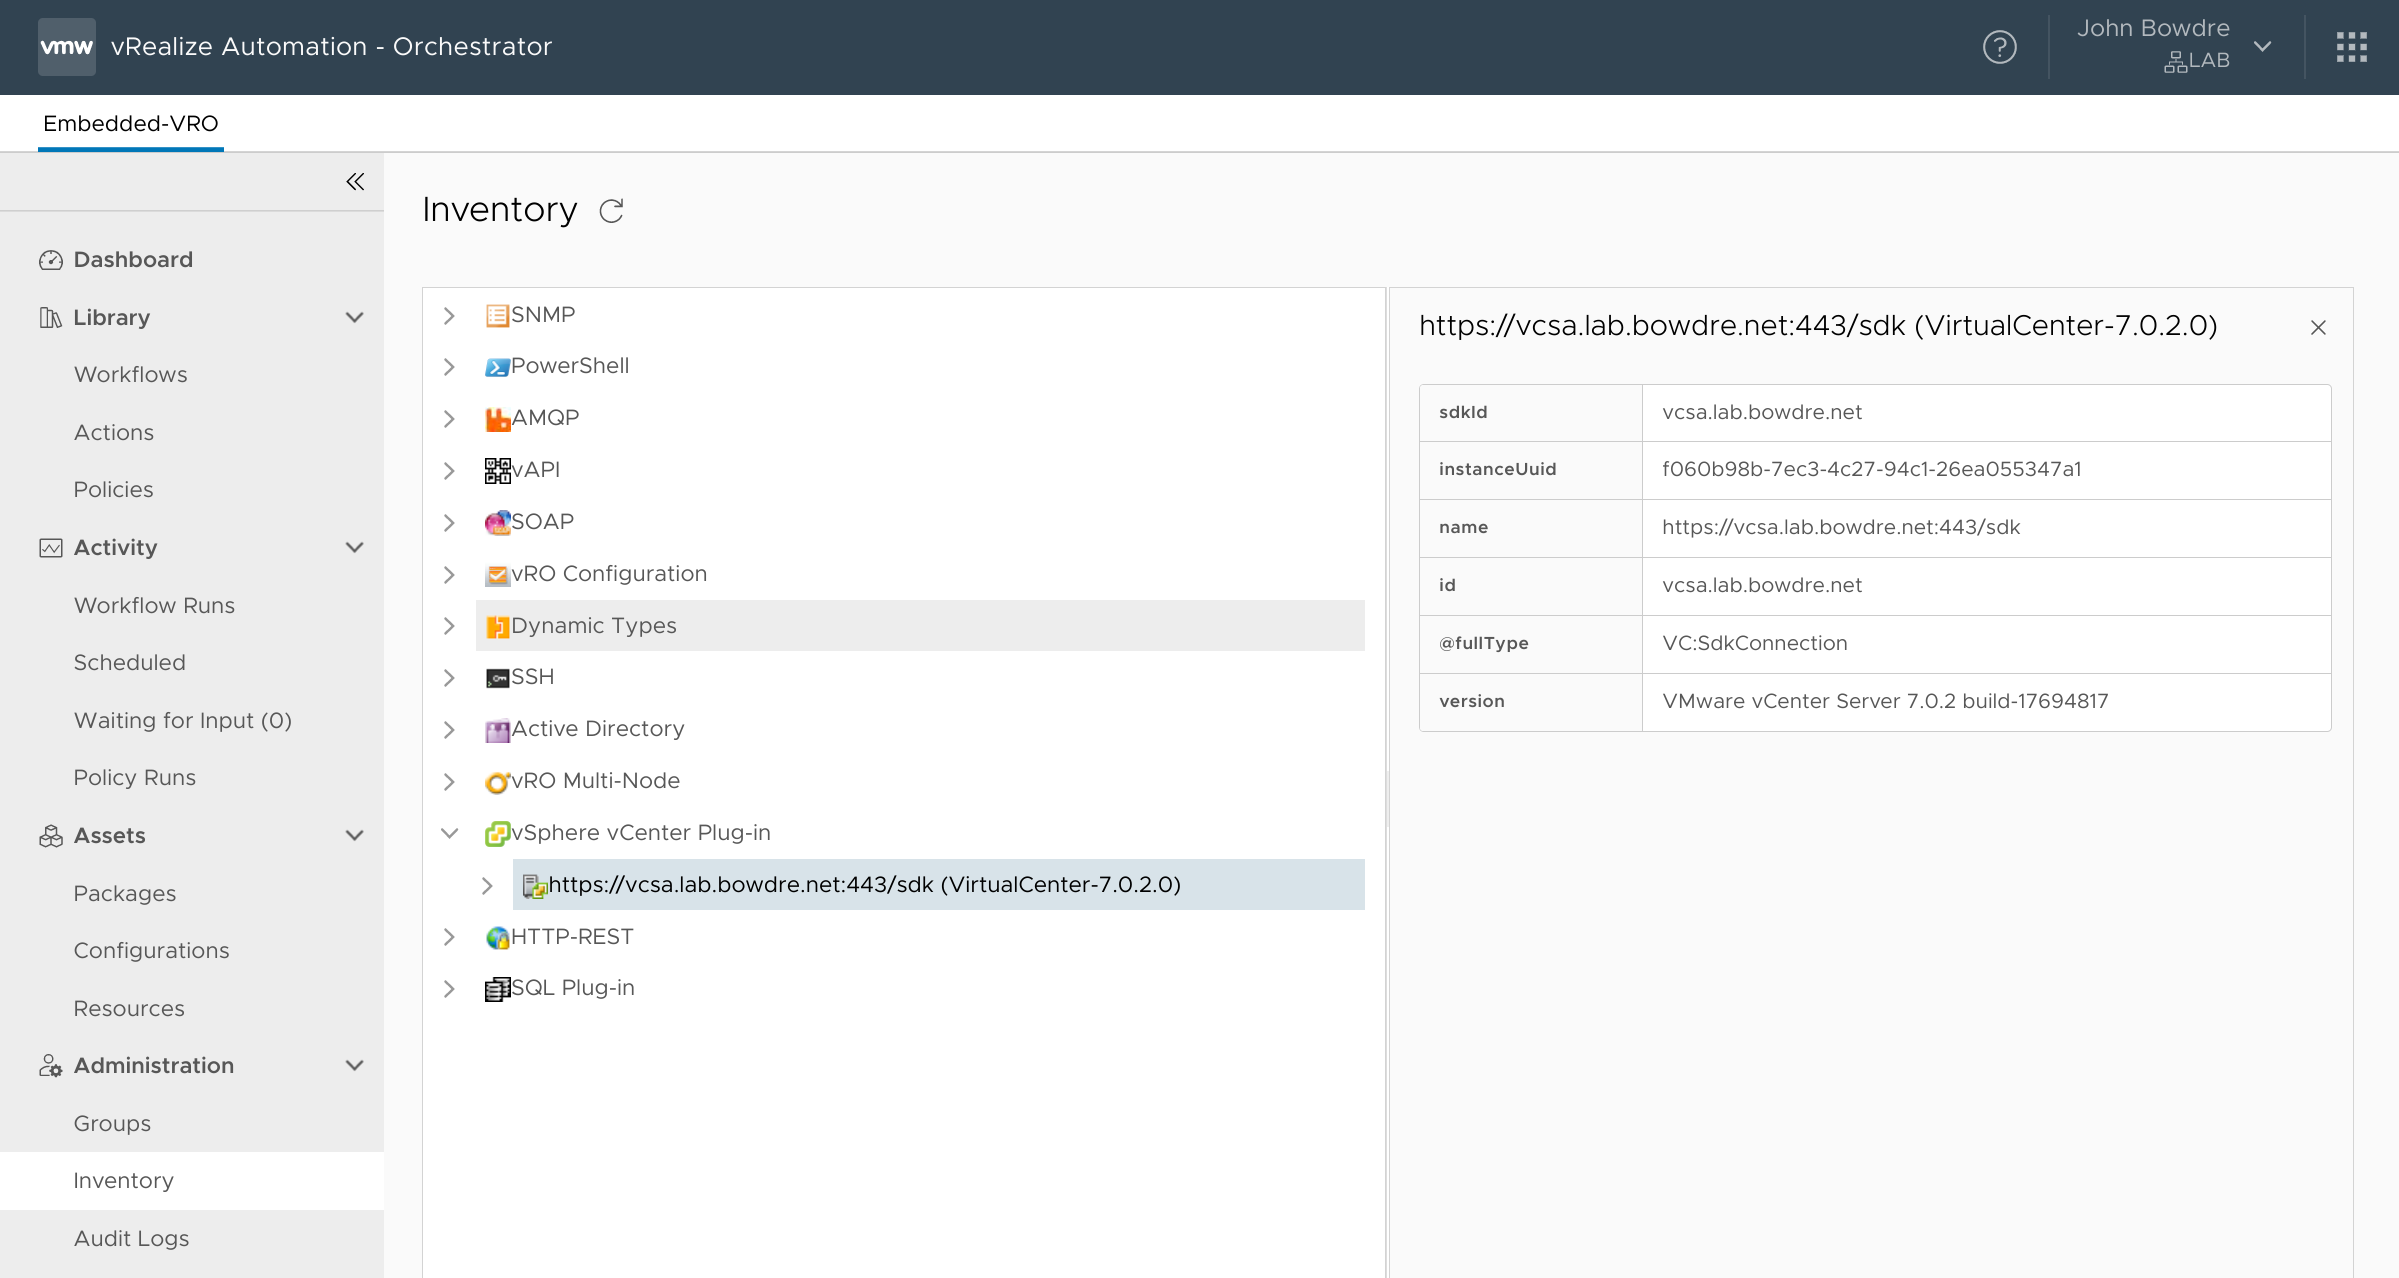 vmw vRealize Automation - Orchestrator
John Bowdre
LAB
Embedded-VRO
Dashboard
Library
Workflows
Actions
Policies
Activity
Workflow Runs
Scheduled
Waiting for Input (0)
Policy Runs
Assets
Packages
Configurations
Resources
Administration
Groups
Inventory
Audit Logs
Inventory
SNMP
PowerShell
AMQP
vAPI
SOAP
vRO Configuration
Dynamic Types
SSH
Active Directory
vRO Multi-Node
vSphere vCenter Plug-in
https://vcsa.lab.bowdre.net:443/sdk (VirtualCenter-7.0.2.0)
HTTP-REST
SQL Plug-in
https://vcsa.lab.bowdre.net:443/sdk (VirtualCenter-7.0.2.0)
sdkId vcsa.lab.bowdre.net
instanceUuid f060b98b-7ec3-4c27-94c1-26ea055347a1
name https://vcsa.lab.bowdre.net:443/sdk
id vcsa.lab.bowdre.net
@fullType VC:SdkConnection
version VMware vCenter Server 7.0.2 build-17694817